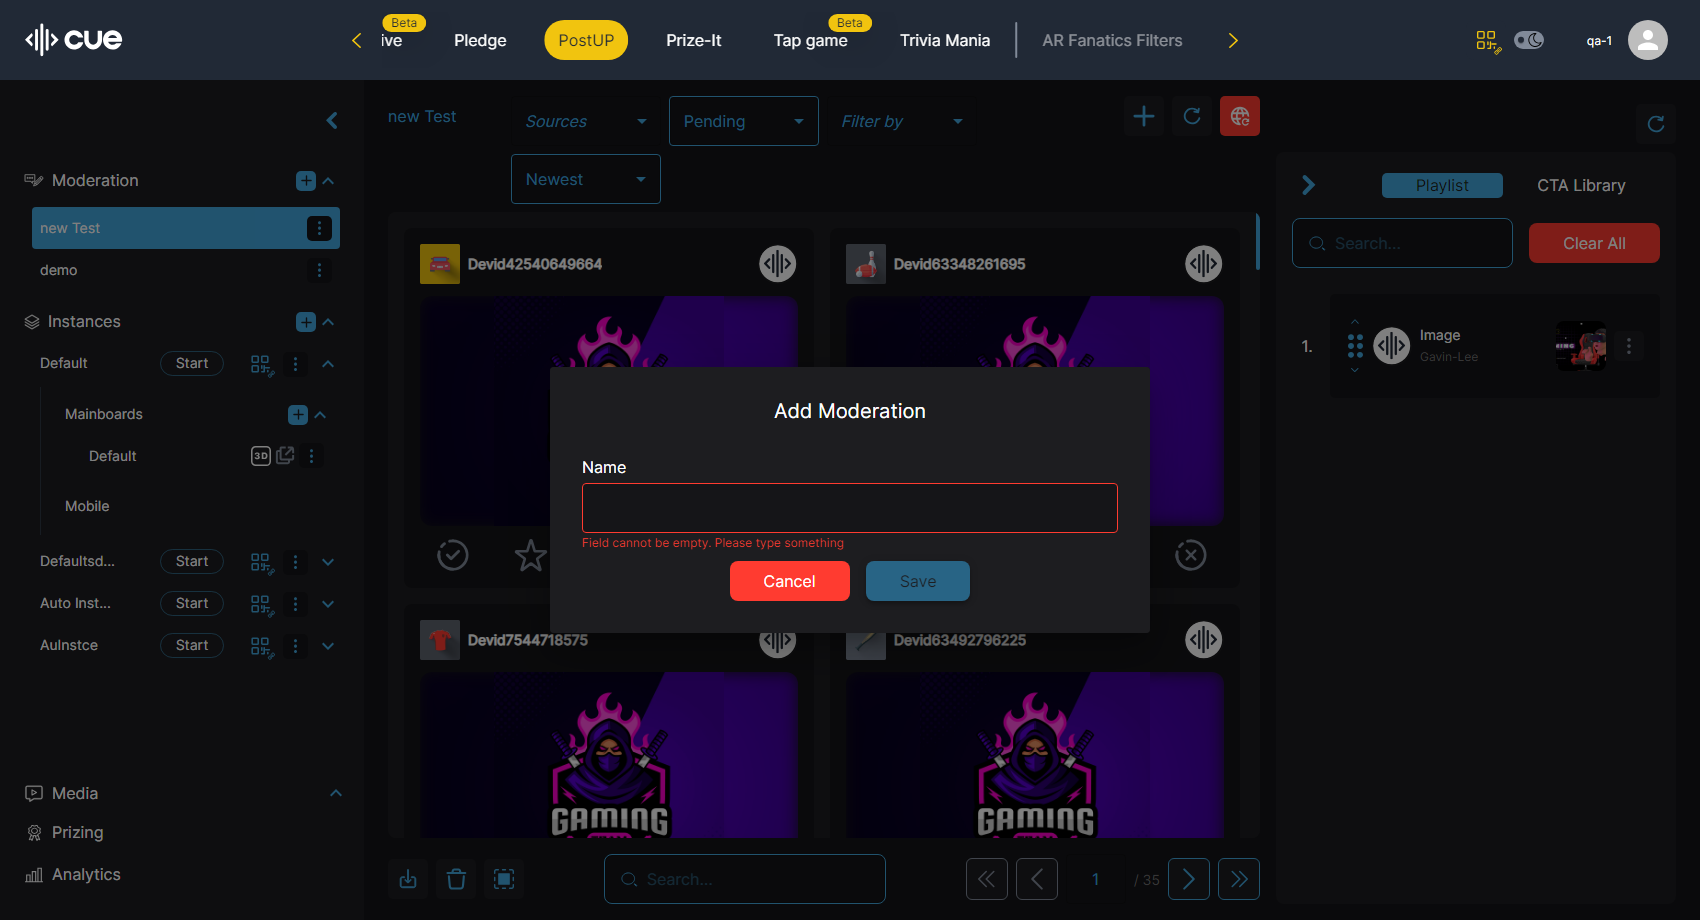 cue
ive
Beta
Pledge
PostUP
Prize-It
Tap game
Beta
Trivia Mania
AR Fanatics Filters
qa-1
Moderation
new Test
demo
Instances
Default
Start
Mainboards
Default
3D
Mobile
Defaultsd...
Start
Auto Inst...
Start
AuInstce
Start
Media
Prizing
Analytics
new Test
Sources
Pending
Filter by
Newest
Devid42540649664
Devid63348261695
Add Moderation
Name
Field cannot be empty. Please type something
Cancel
Save
Devid7544718575
Devid63492796225
GAMING
GAMING
Search...
1
/ 35
Playlist
CTA Library
Search...
Clear All
1.
Image
Gavin-Lee